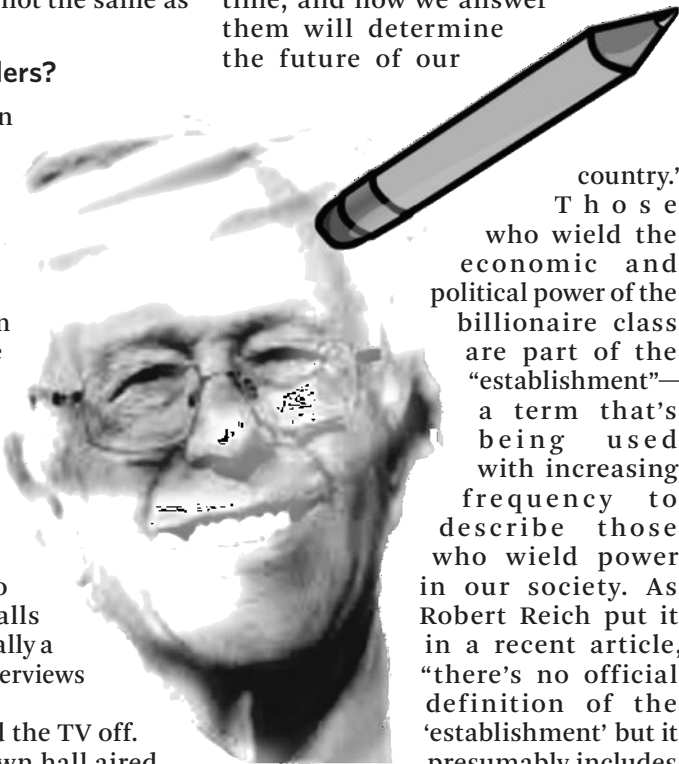 not the same as
lers?
n
n
e
o
alls
ally a
erviews
d the TV off.
wn hall aired
time, and how we answer
them will determine
the future of our
country.’
Those
who wield the
economic and
political power of the
billionaire class
are part of the
“establishment”—
a term that’s
being used
with increasing
frequency to
describe those
who wield power
in our society. As
Robert Reich put it
in a recent article,
“there’s no official
definition of the
‘establishment’ but it
presumably includes